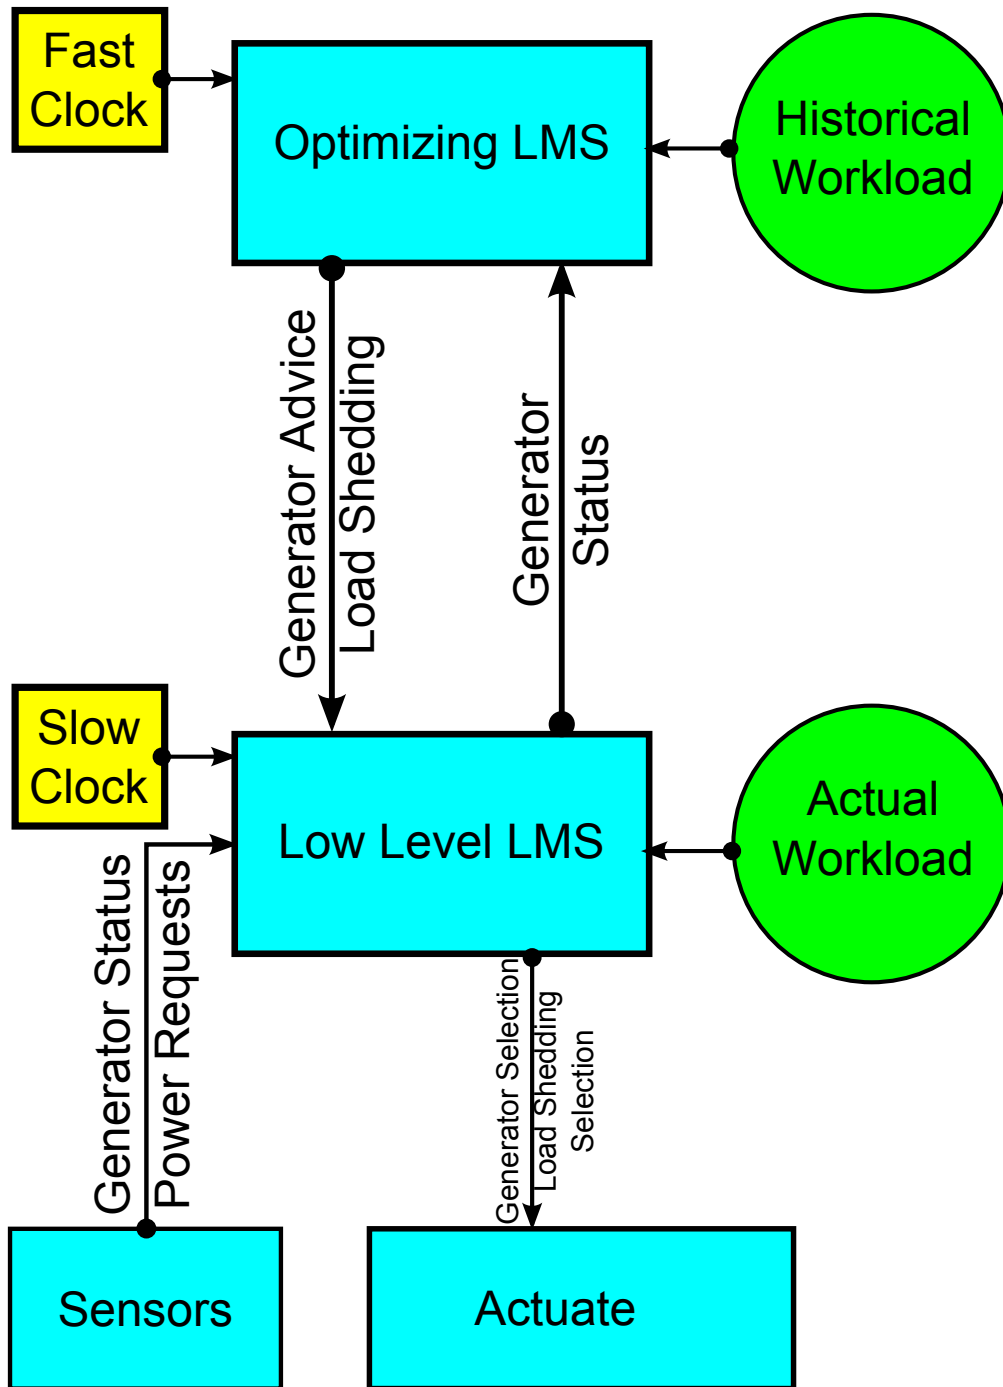 Fast
Clock
Optimizing LMS
Historical
Workload
Generator Advice
Load Shedding
Generator
Status
Slow
Clock
Low Level LMS
Actual
Workload
Generator Status
Power Requests
Generator Selection
Load Shedding
Selection
Sensors
Actuate